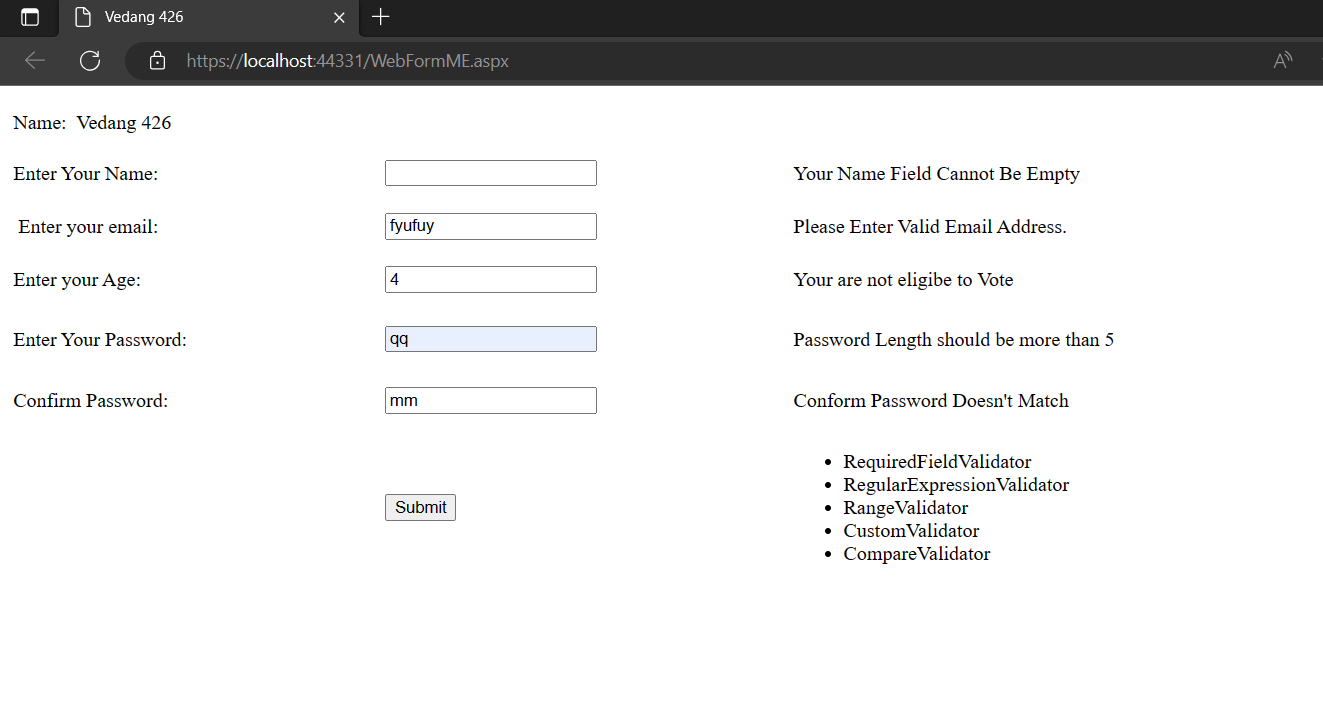 Vedang 426
https://localhost:44331/WebFormME.aspx
Name: Vedang 426
Enter Your Name: Your Name Field Cannot Be Empty
Enter your email: fyufuy Please Enter Valid Email Address.
Enter your Age: 4 Your are not eligibe to Vote
Enter Your Password: qq Password Length should be more than 5
Confirm Password: mm Conform Password Doesn't Match
• RequiredFieldValidator
• RegularExpressionValidator
Submit • RangeValidator
• CustomValidator
• CompareValidator